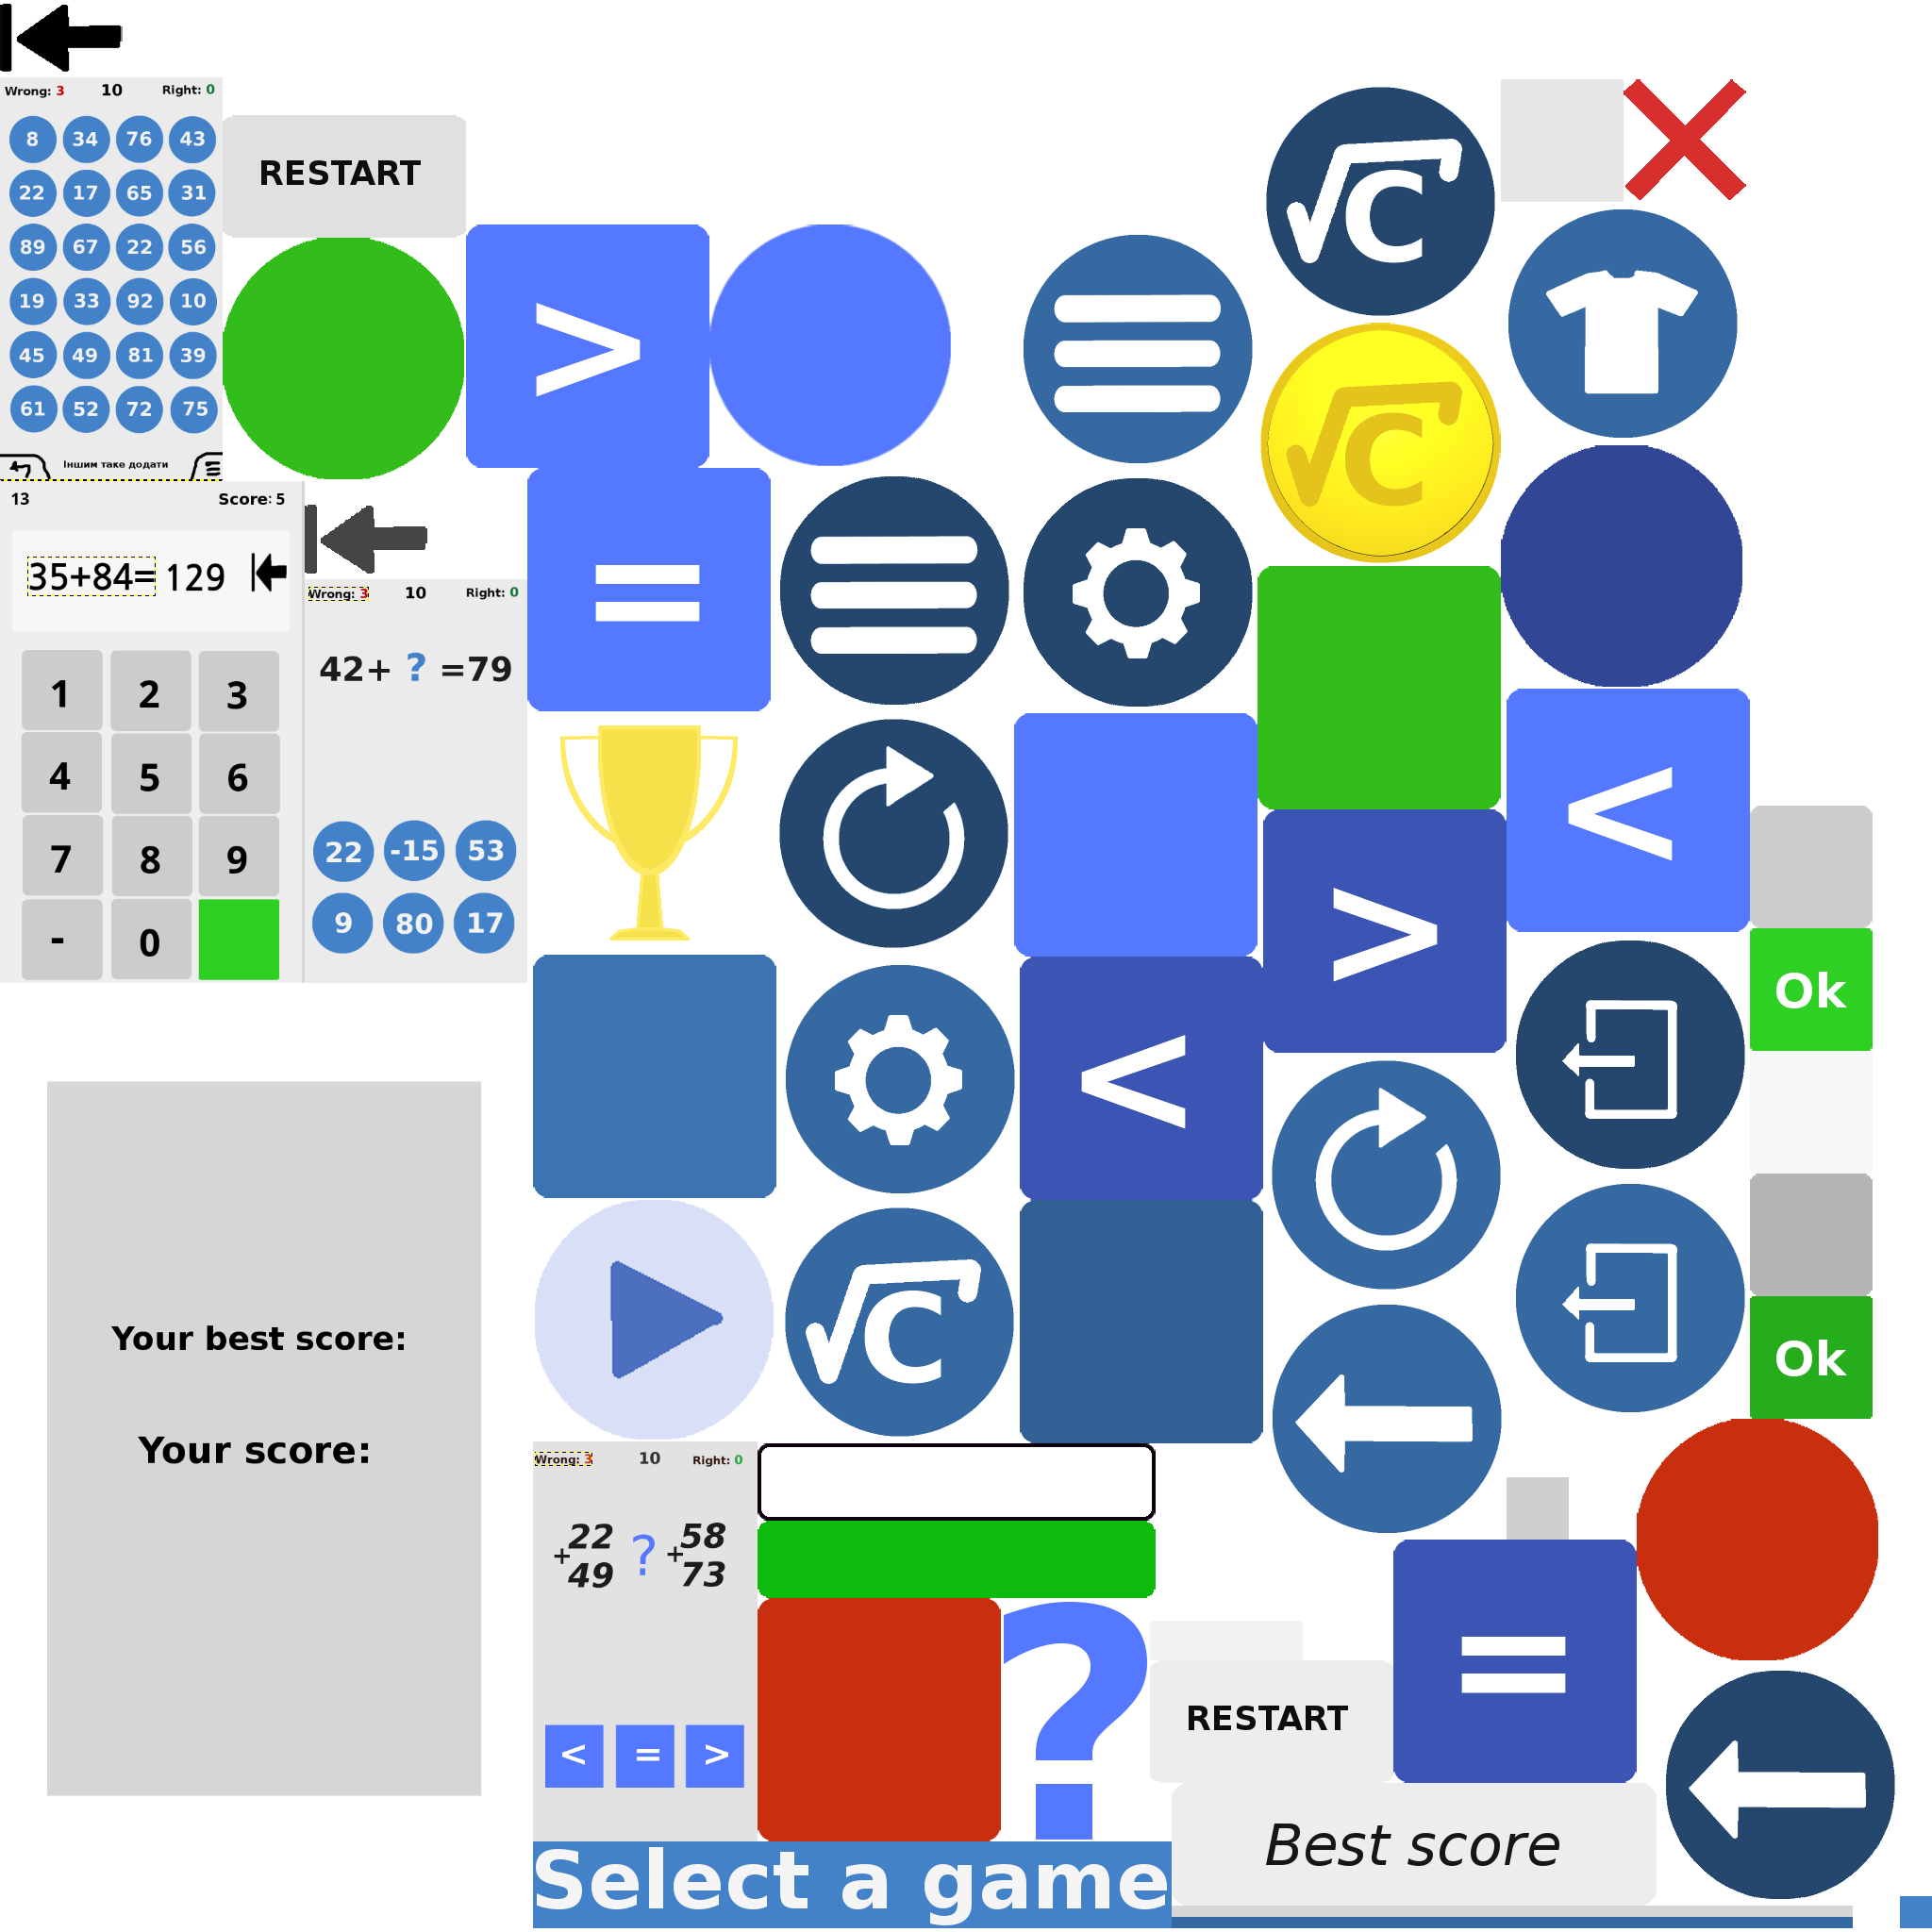 Wrong: 3 10 Right: 0
8 34 76 43
22 17 65 31
89 67 22 56
19 33 92 10
45 49 81 39
61 52 72 75
Іншим таке додати
RESTART
>
√C
√C
13 Score: 5
35+84= 129
1 2 3
4 5 6
7 8 9
- 0
Wrong: 3 10 Right: 0
42+ ? =79
22 -15 53
9 80 17
=
<
>
<
Ok
√C
Ok
Your best score:
Your score:
Wrong: 3 10 Right: 0
22 ? 58
+ +
49 73
< = >
?
RESTART
=
Best score
Select a game